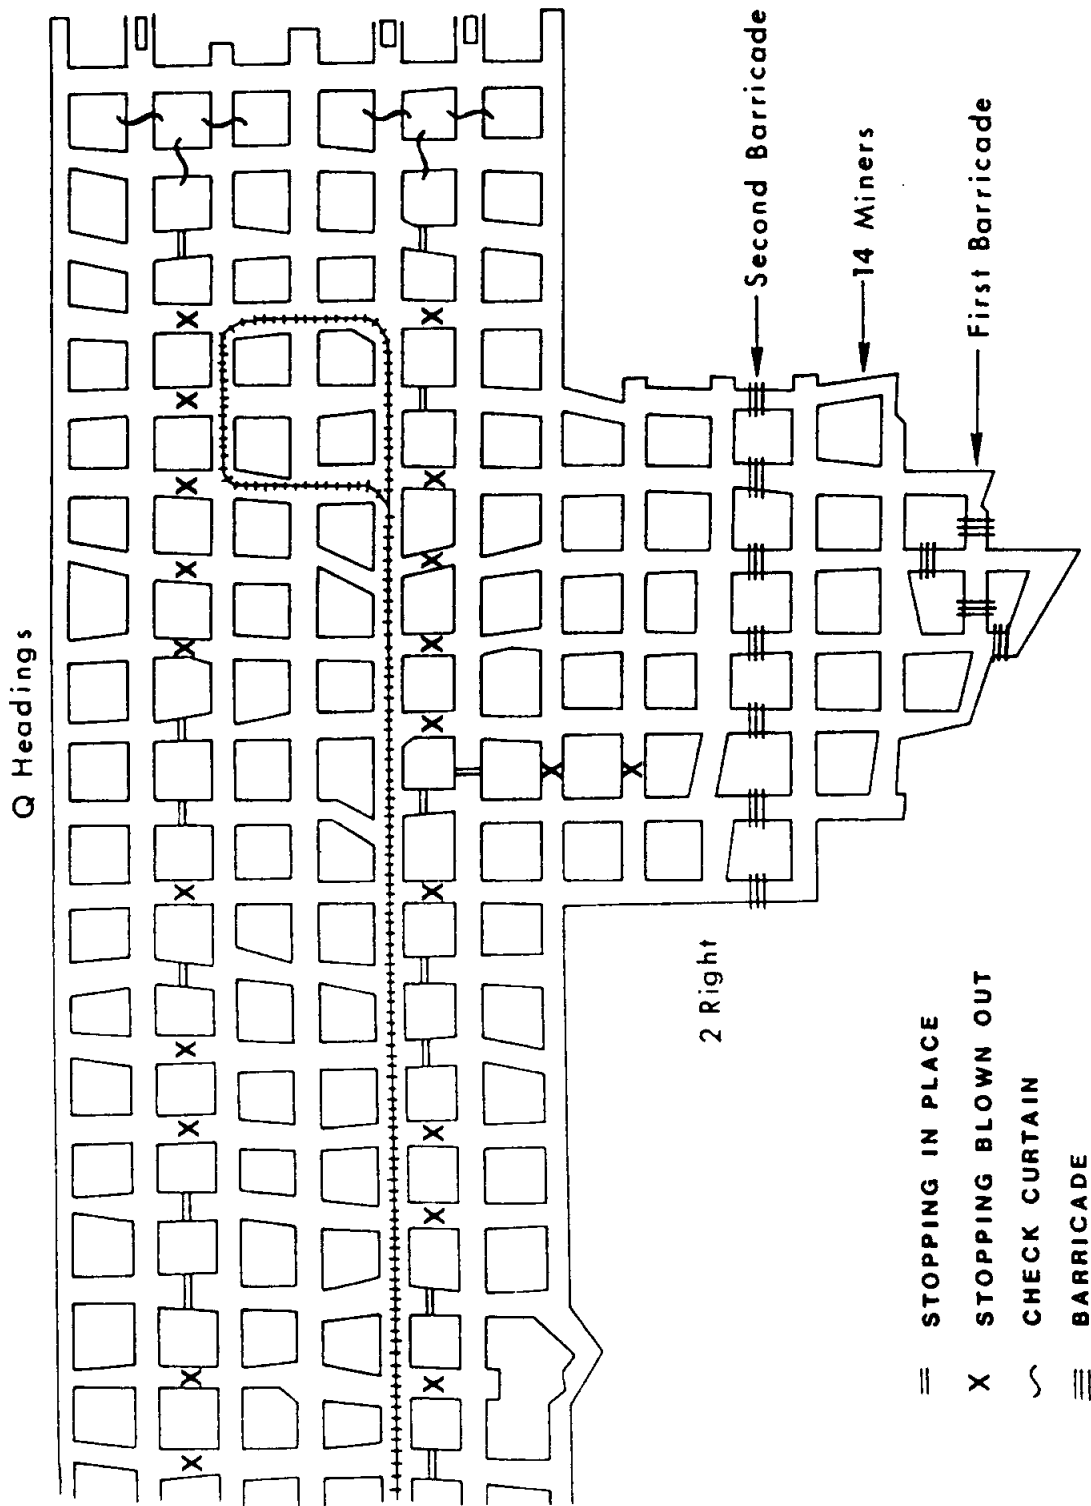 Q Headings
Second Barricade
14 Miners
First Barricade
2 Right
= STOPPING IN PLACE
X STOPPING BLOWN OUT
CHECK CURTAIN
BARRICADE